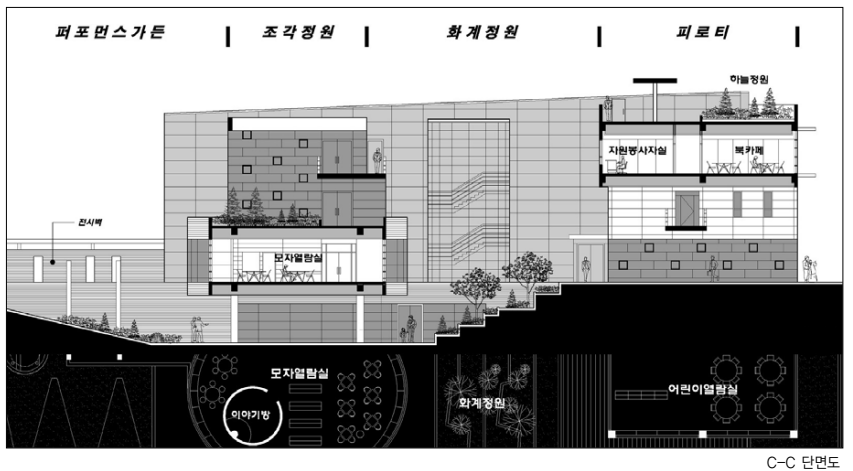 퍼포먼스가든
조각정원
화계정원
피로티
하늘정원
자원봉사자실
북카페
전시벽
모자열람실
모자열람실
이야기방
화계정원
어린이열람실
C-C 단면도